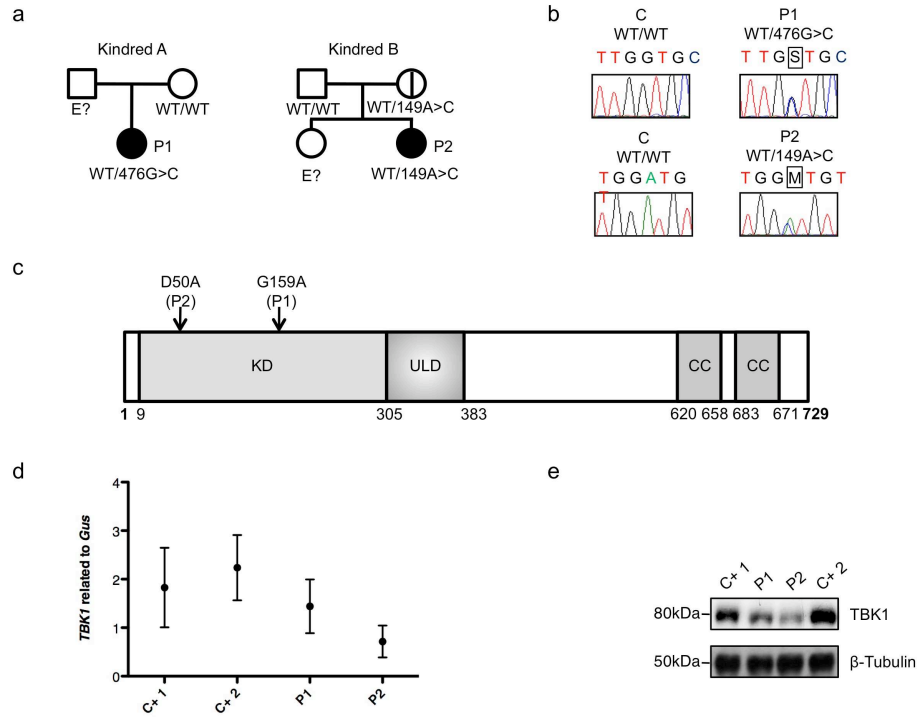 a
Kindred A
E?
WT/WT
P1
WT/476G>C
Kindred B
WT/WT
WT/149A>C
E?
P2
WT/149A>C
b
C
WT/WT
T T G G T G C
P1
WT/476G>C
T T G S T G C
C
WT/WT
T G G A T G
T
P2
WT/149A>C
T G G M T G T
c
D50A
(P2)
G159A
(P1)
KD
ULD
CC
CC
1 9 305 383 620 658 683 671 729
d
TBK1 related to Gus
4
3
2
1
0
C+ 1
C+ 2
P1
P2
e
C+ 1
P1
P2
C+ 2
80kDa
TBK1
50kDa
β-Tubulin